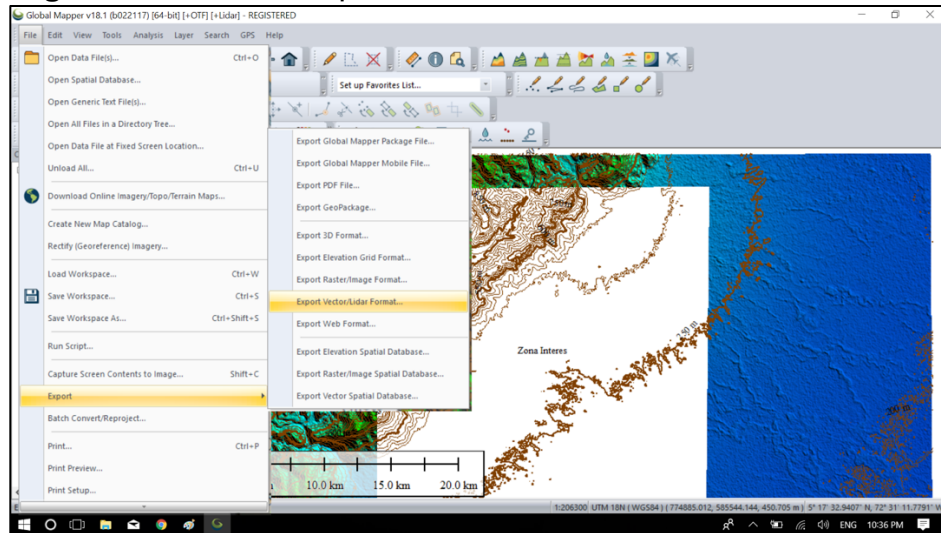 Global Mapper v18.1 (b022117) [64-bit] [+OTF] [+Lidar] - REGISTERED
File Edit View Tools Analysis Layer Search GPS Help
Set up Favorites List...
Open Data File(s)... Ctrl+O
Open Spatial Database...
Open Generic Text File(s)...
Open All Files in a Directory Tree...
Open Data File at Fixed Screen Location...
Unload All... Ctrl+U
Download Online Imagery/Topo/Terrain Maps...
Create New Map Catalog...
Rectify (Georeference) Imagery...
Load Workspace... Ctrl+W
Save Workspace... Ctrl+S
Save Workspace As... Ctrl+Shift+S
Run Script...
Capture Screen Contents to Image... Shift+C
Export
Batch Convert/Reproject...
Print... Ctrl+P
Print Preview...
Print Setup...
Export Global Mapper Package File...
Export Global Mapper Mobile File...
Export PDF File...
Export GeoPackage...
Export 3D Format...
Export Elevation Grid Format...
Export Raster/Image Format...
Export Vector/Lidar Format...
Export Web Format...
Export Elevation Spatial Database...
Export Raster/Image Spatial Database...
Export Vector Spatial Database...
Zona Interes
250 m
10.0 km 15.0 km 20.0 km
1:206300 UTM 18N ( WGS84 ) ( 774885.012, 585544.144, 450.705 m ) 5° 17' 32.9407" N, 72° 31' 11.7791" W
ENG 10:36 PM